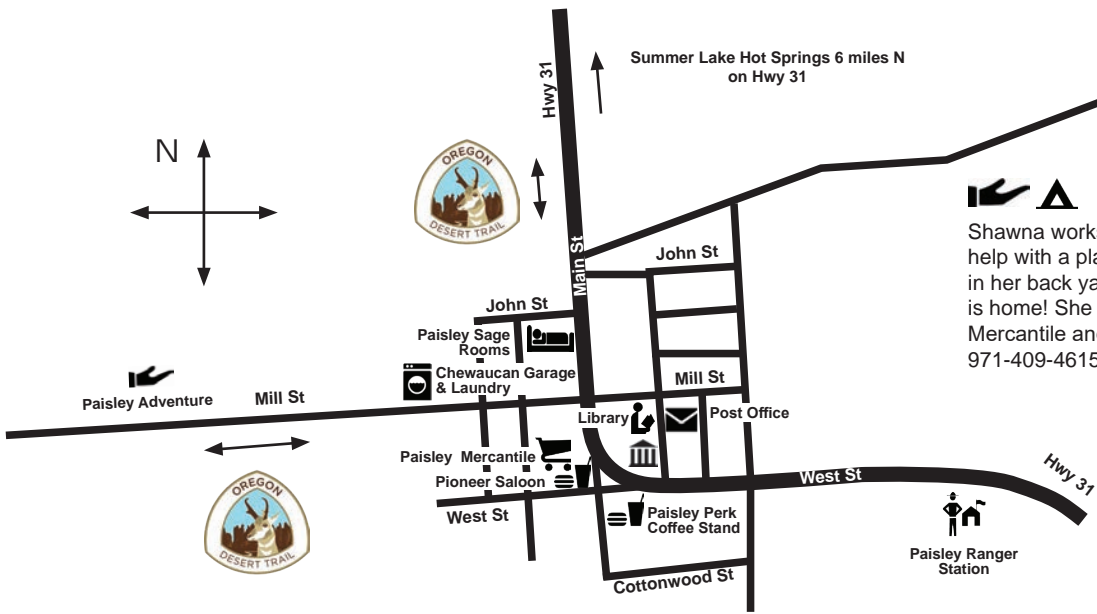 Summer Lake Hot Springs 6 miles N
on Hwy 31
Hwy 31
N
OREGON
DESERT TRAIL
Main St
John St
Shawna works
help with a pla
in her back ya
is home! She
Mercantile and
971-409-4615
John St
Paisley Sage
Rooms
Chewaucan Garage
& Laundry
Mill St
Paisley Adventure
Mill St
Library
Post Office
Paisley Mercantile
Pioneer Saloon
West St
West St
Hwy 31
Paisley Perk
Coffee Stand
OREGON
DESERT TRAIL
Paisley Ranger
Station
Cottonwood St